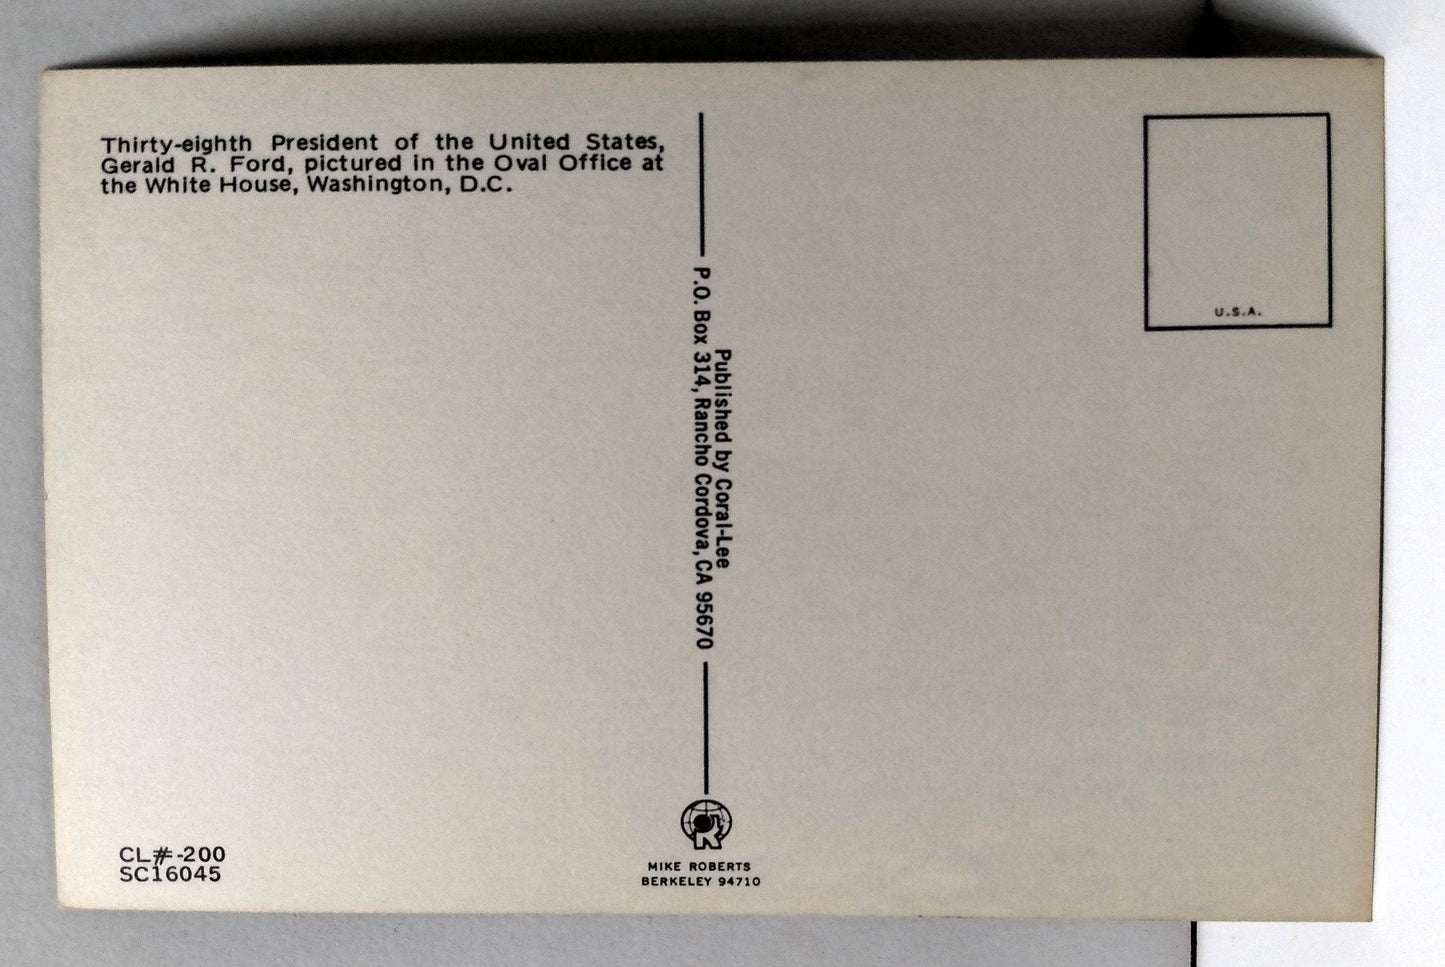 Thirty-eighth President of the United States,
Gerald R. Ford, pictured in the Oval Office at
the White House, Washington, D.C.
Published by Coral-Lee
P.O. Box 314, Rancho Cordova, CA 95670
U.S.A.
CL#-200
SC16045
R
MIKE ROBERTS
BERKELEY 94710